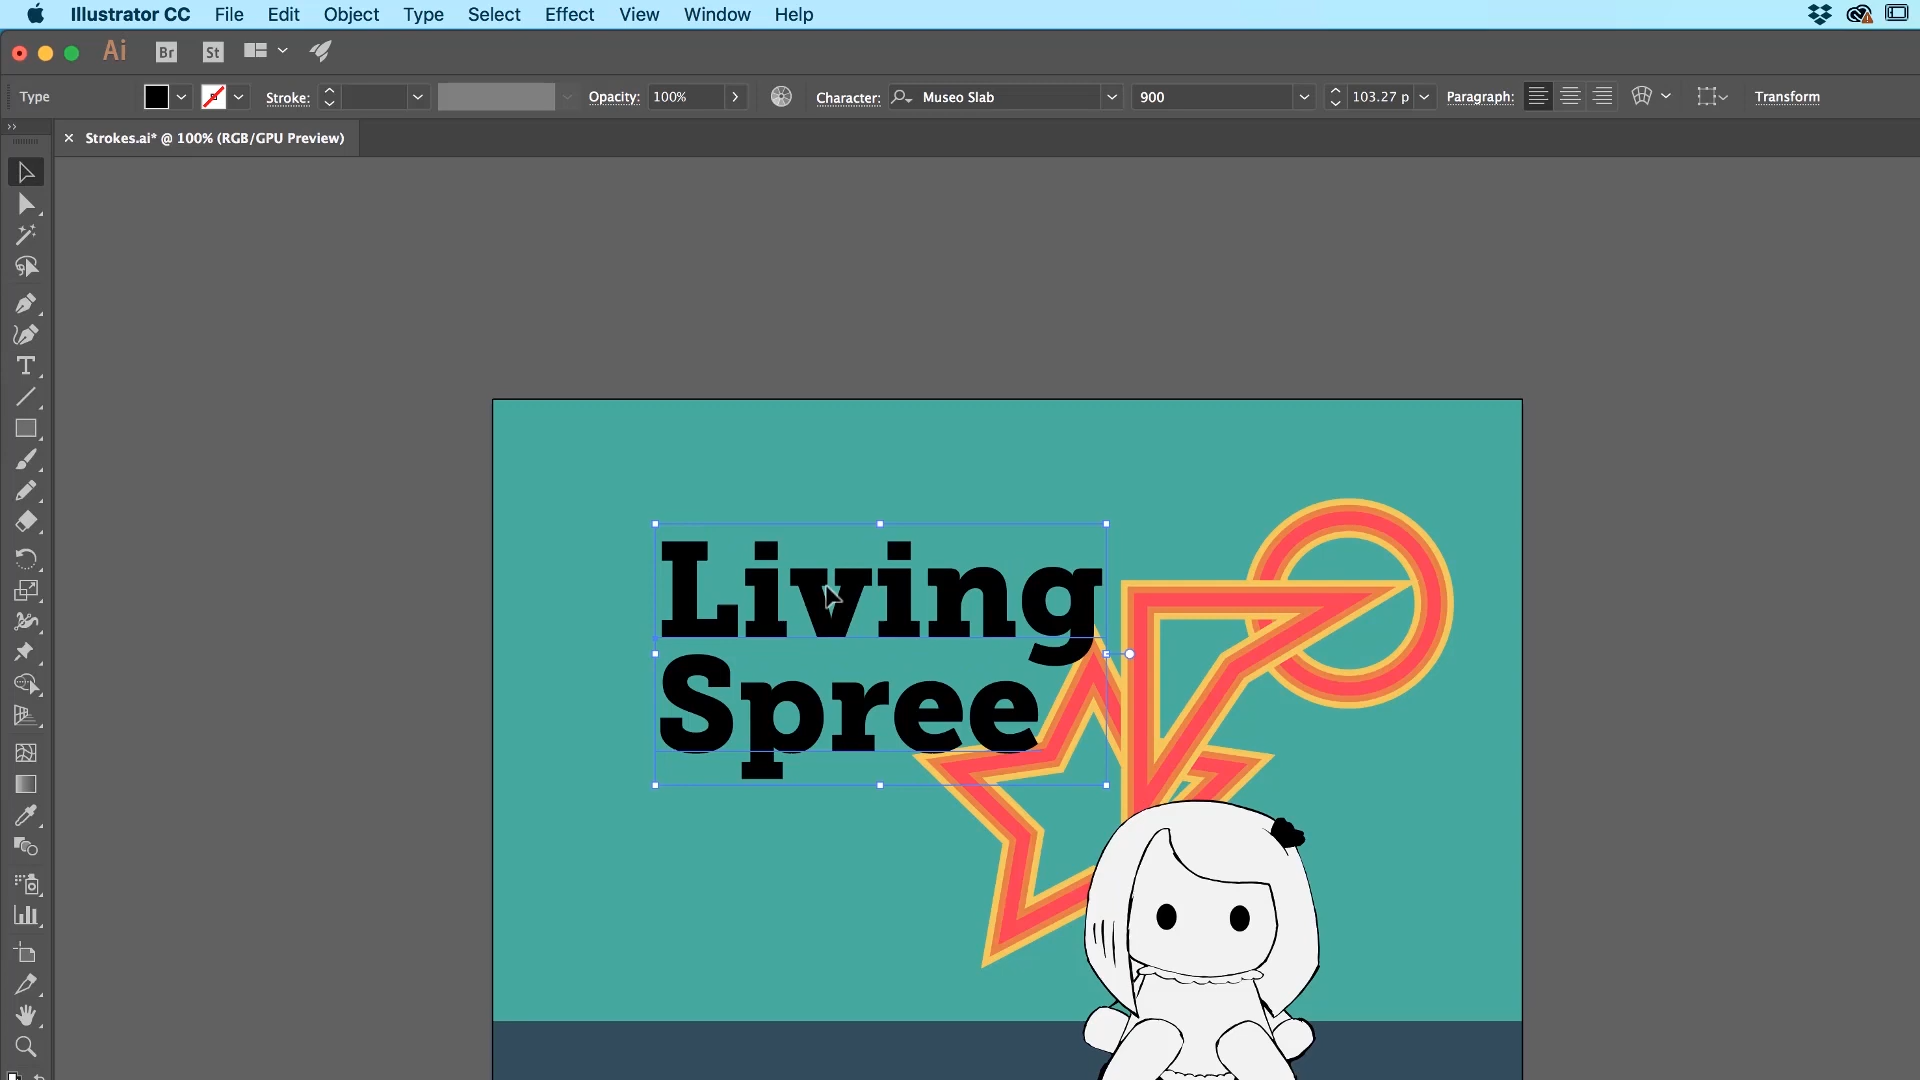 Illustrator CC File Edit Object Type Select Effect View Window Help
Ai Br St
Type Stroke: Opacity: 100% Character: Museo Slab 900 103.27 p Paragraph: Transform
Strokes.ai* @ 100% (RGB/GPU Preview)
Living
Spree